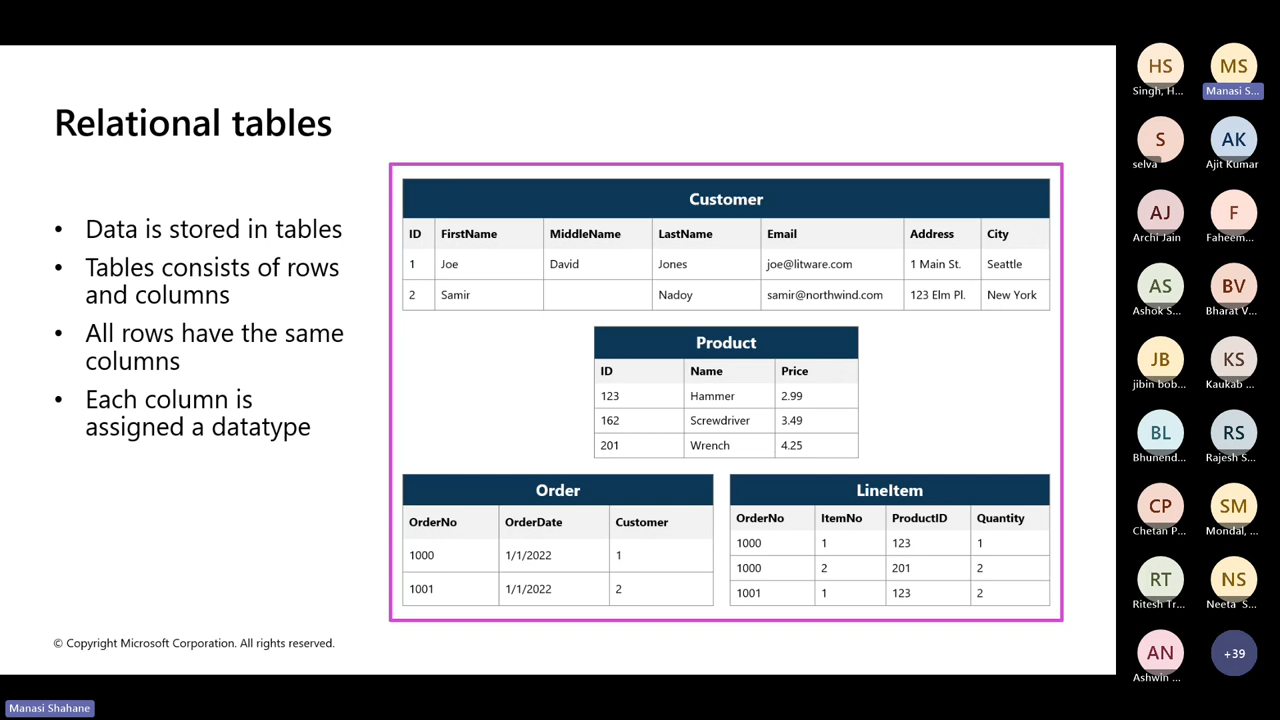 Relational tables
• Data is stored in tables
• Tables consists of rows
and columns
• All rows have the same
columns
• Each column is
assigned a datatype
Customer
ID FirstName MiddleName LastName Email Address City
1 Joe David Jones joe@litware.com 1 Main St. Seattle
2 Samir Nadoy samir@northwind.com 123 Elm Pl. New York
Product
ID Name Price
123 Hammer 2.99
162 Screwdriver 3.49
201 Wrench 4.25
Order
OrderNo OrderDate Customer
1000 1/1/2022 1
1001 1/1/2022 2
LineItem
OrderNo ItemNo ProductID Quantity
1000 1 123 1
1000 2 201 2
1001 1 123 2
© Copyright Microsoft Corporation. All rights reserved.
HS MS
Singh, H... Manasi S...
S AK
selva Ajit Kumar
AJ F
Archi Jain Faheem...
AS BV
Ashok S... Bharat V...
JB KS
jibin bob... Kaukab ...
BL RS
Bhunend... Rajesh S...
CP SM
Chetan P... Mondal, ...
RT NS
Ritesh Tr... Neeta S...
AN +39
Ashwin ...
Manasi Shahane